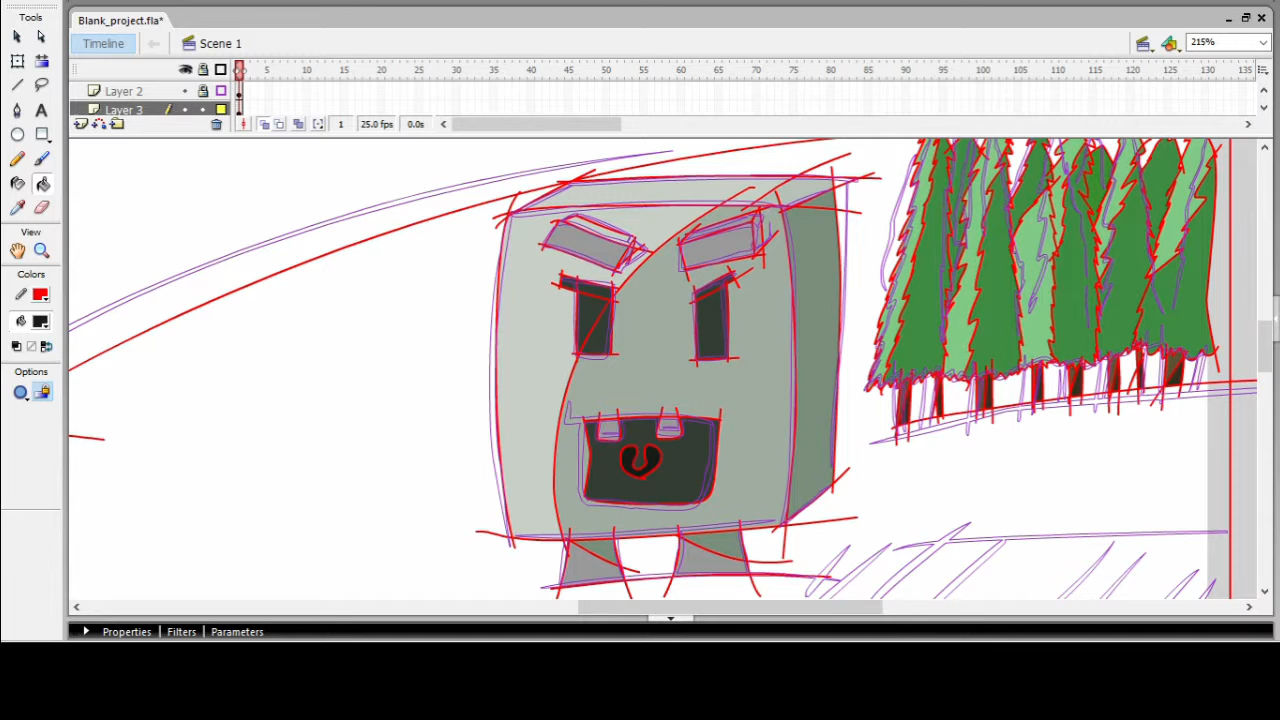 Tools
Blank_project.fla*
Timeline
Scene 1
215%
5 10 15 20 25 30 35 40 45 50 55 60 65 70 75 80 85 90 95 100 105 110 115 120 125 130 135
Layer 2
Layer 3
1 25.0 fps 0.0s
View
Colors
Options
Properties Filters Parameters